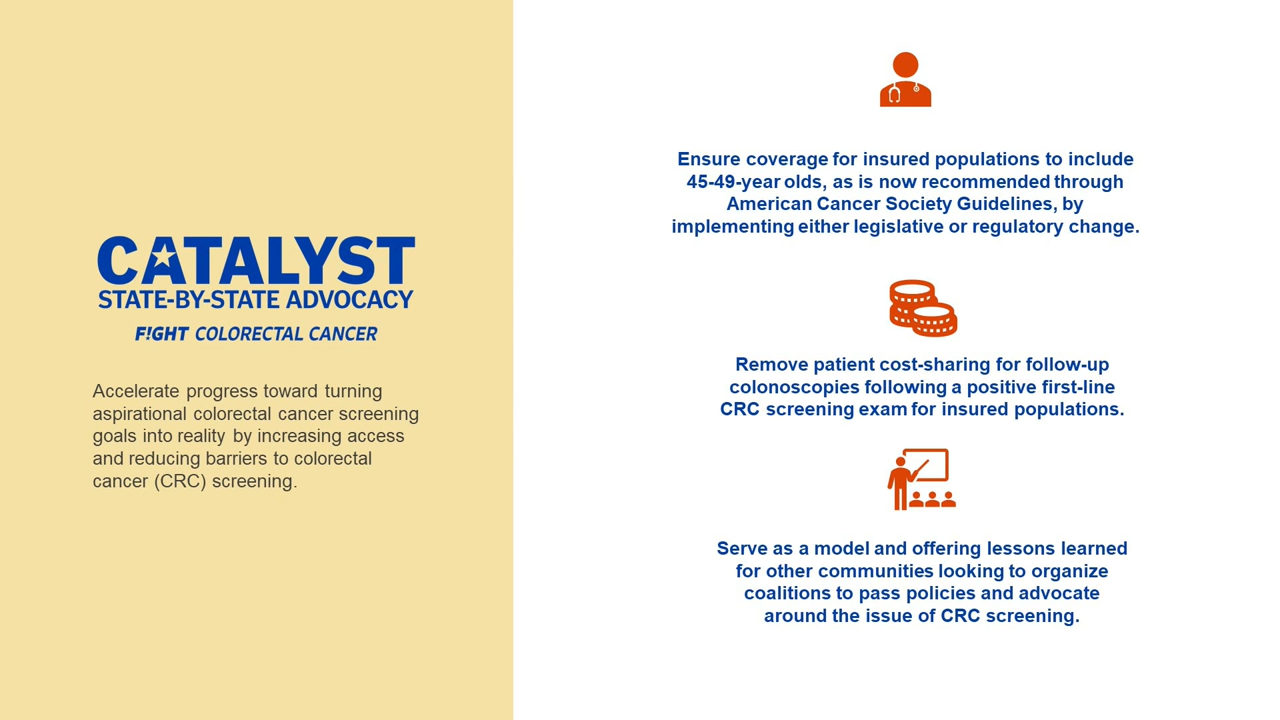 CATALYST
STATE-BY-STATE ADVOCACY
F!GHT COLORECTAL CANCER
Accelerate progress toward turning
aspirational colorectal cancer screening
goals into reality by increasing access
and reducing barriers to colorectal
cancer (CRC) screening.
Ensure coverage for insured populations to include
45-49-year olds, as is now recommended through
American Cancer Society Guidelines, by
implementing either legislative or regulatory change.
Remove patient cost-sharing for follow-up
colonoscopies following a positive first-line
CRC screening exam for insured populations.
Serve as a model and offering lessons learned
for other communities looking to organize
coalitions to pass policies and advocate
around the issue of CRC screening.